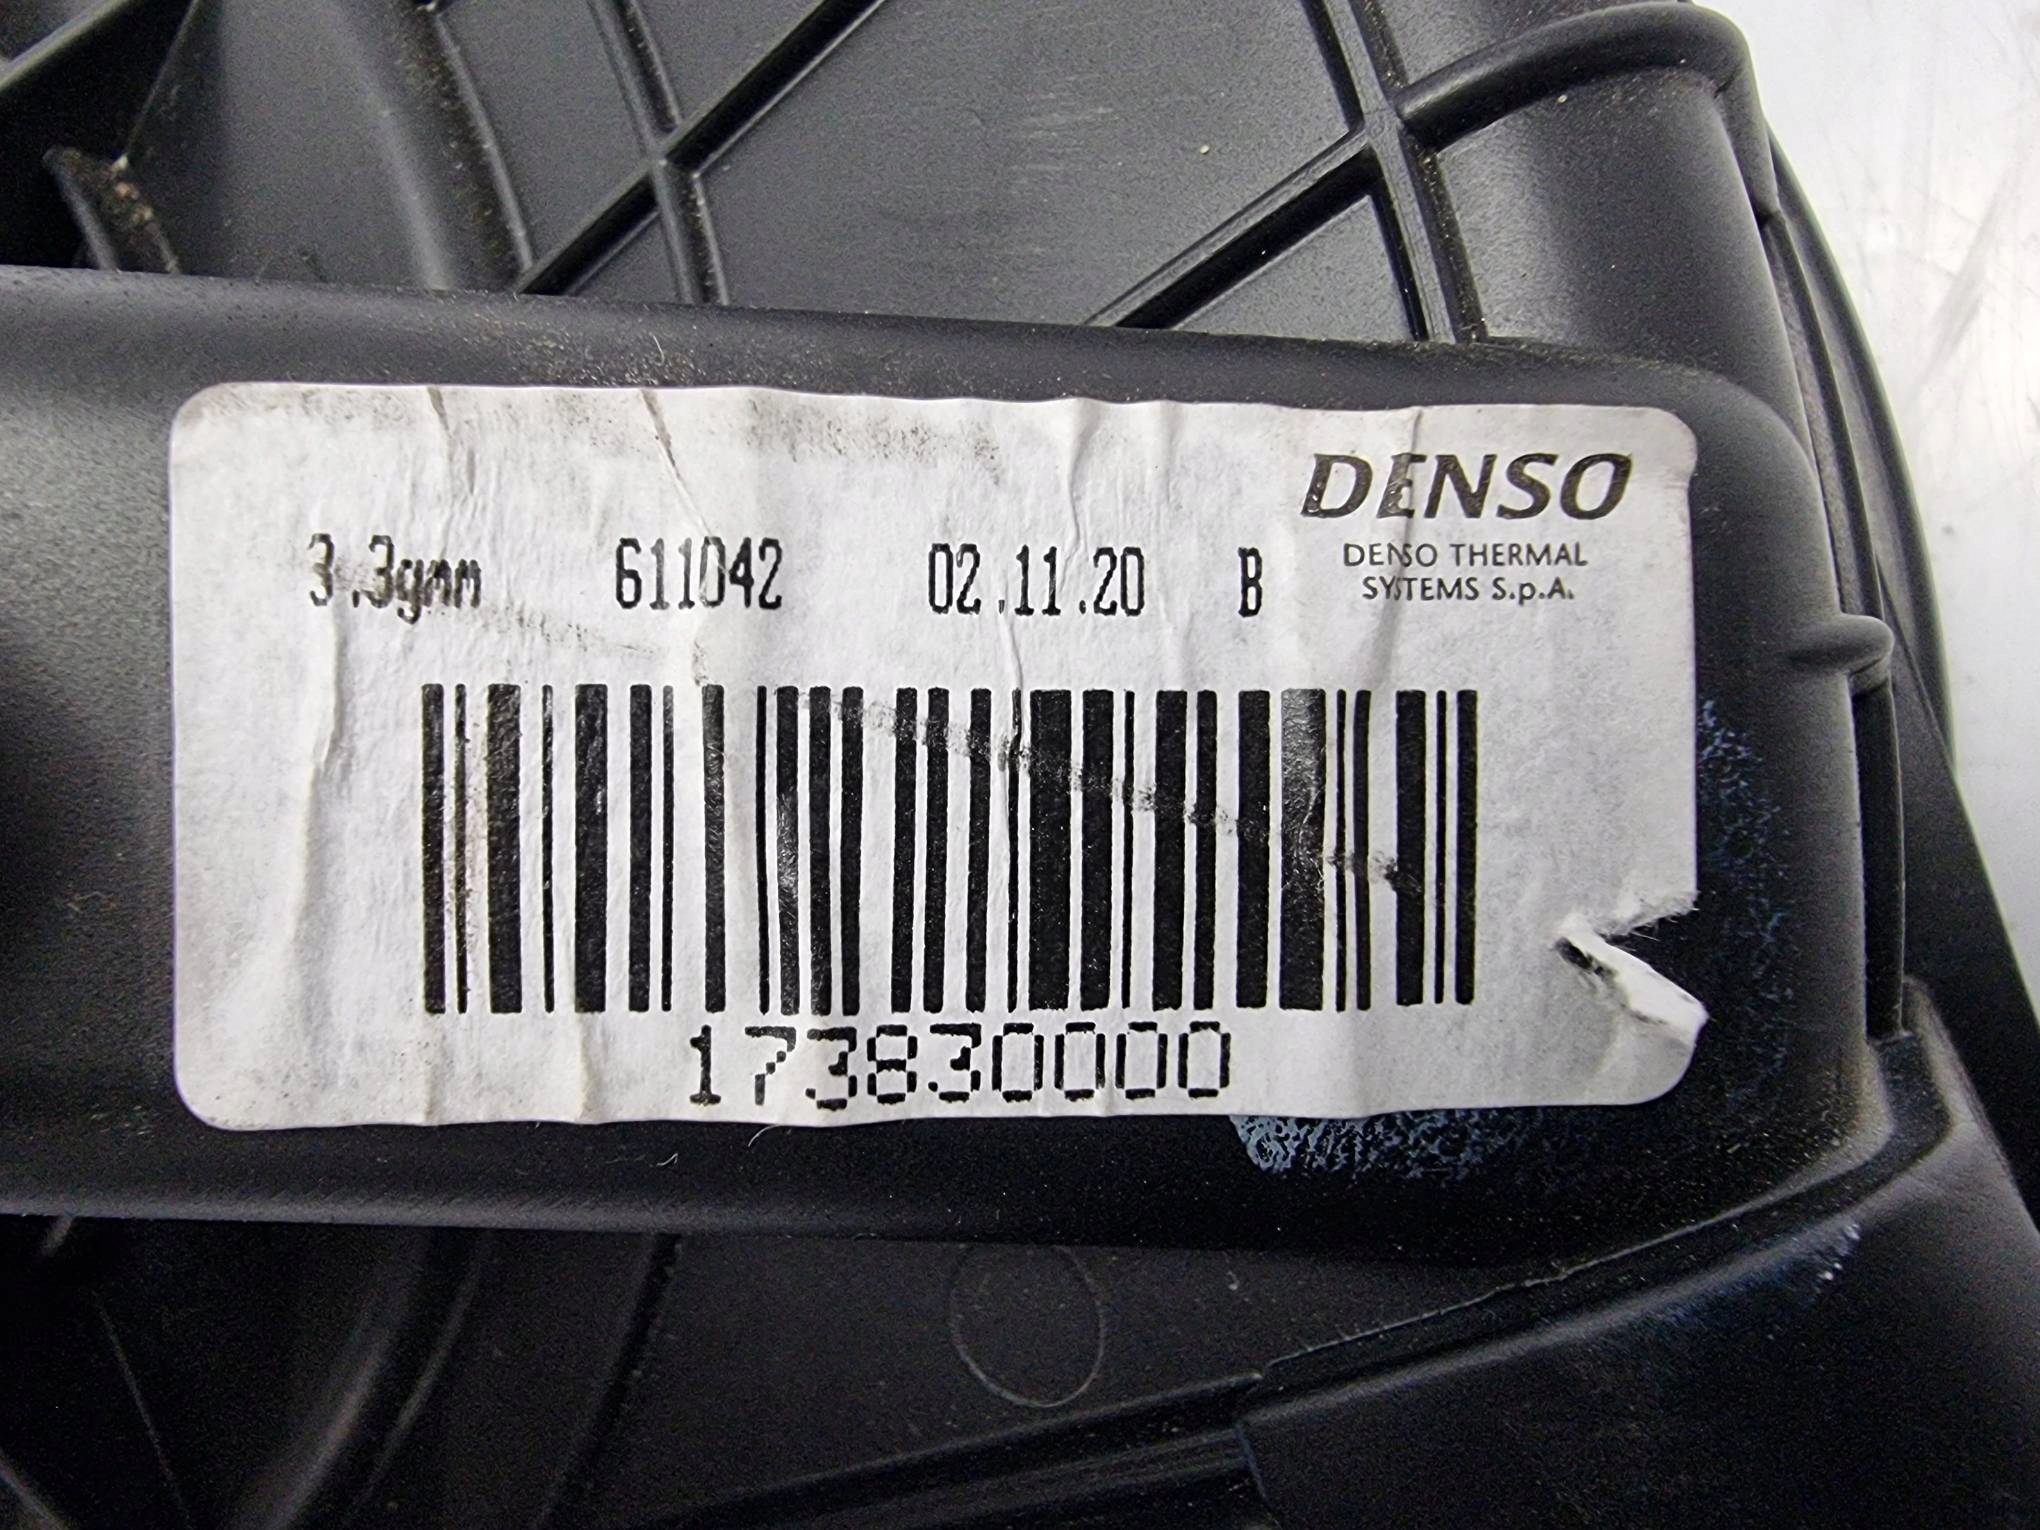 DENSO
DENSO THERMAL
SYSTEMS S.p.A.
3.3gmm 611042 02.11.20 B
173830000